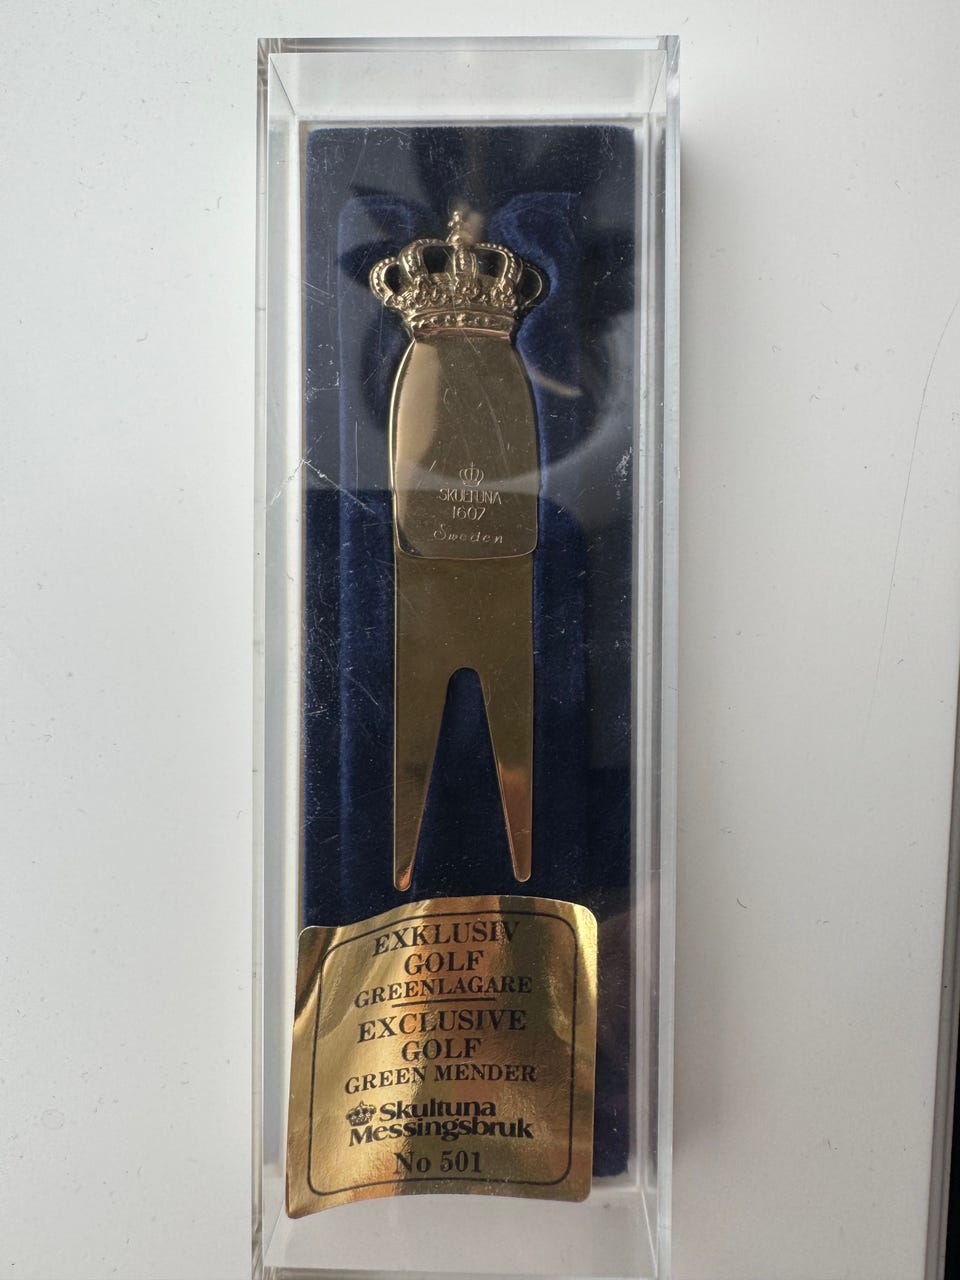 SKULTUNA
1607
Sweden
EXKLUSIV
GOLF
GREENLAGARE
EXCLUSIVE
GOLF
GREEN MENDER
Skultuna
Messingsbruk
No 501